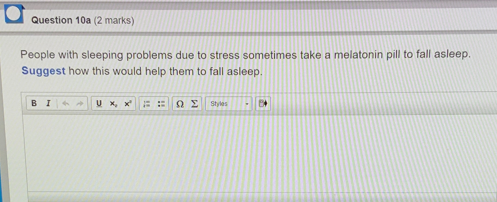 Question 10a (2 marks)
People with sleeping problems due to stress sometimes take a melatonin pill to fall asleep.
Suggest how this would help them to fall asleep.
B I U x₂ x² Ω Σ Styles